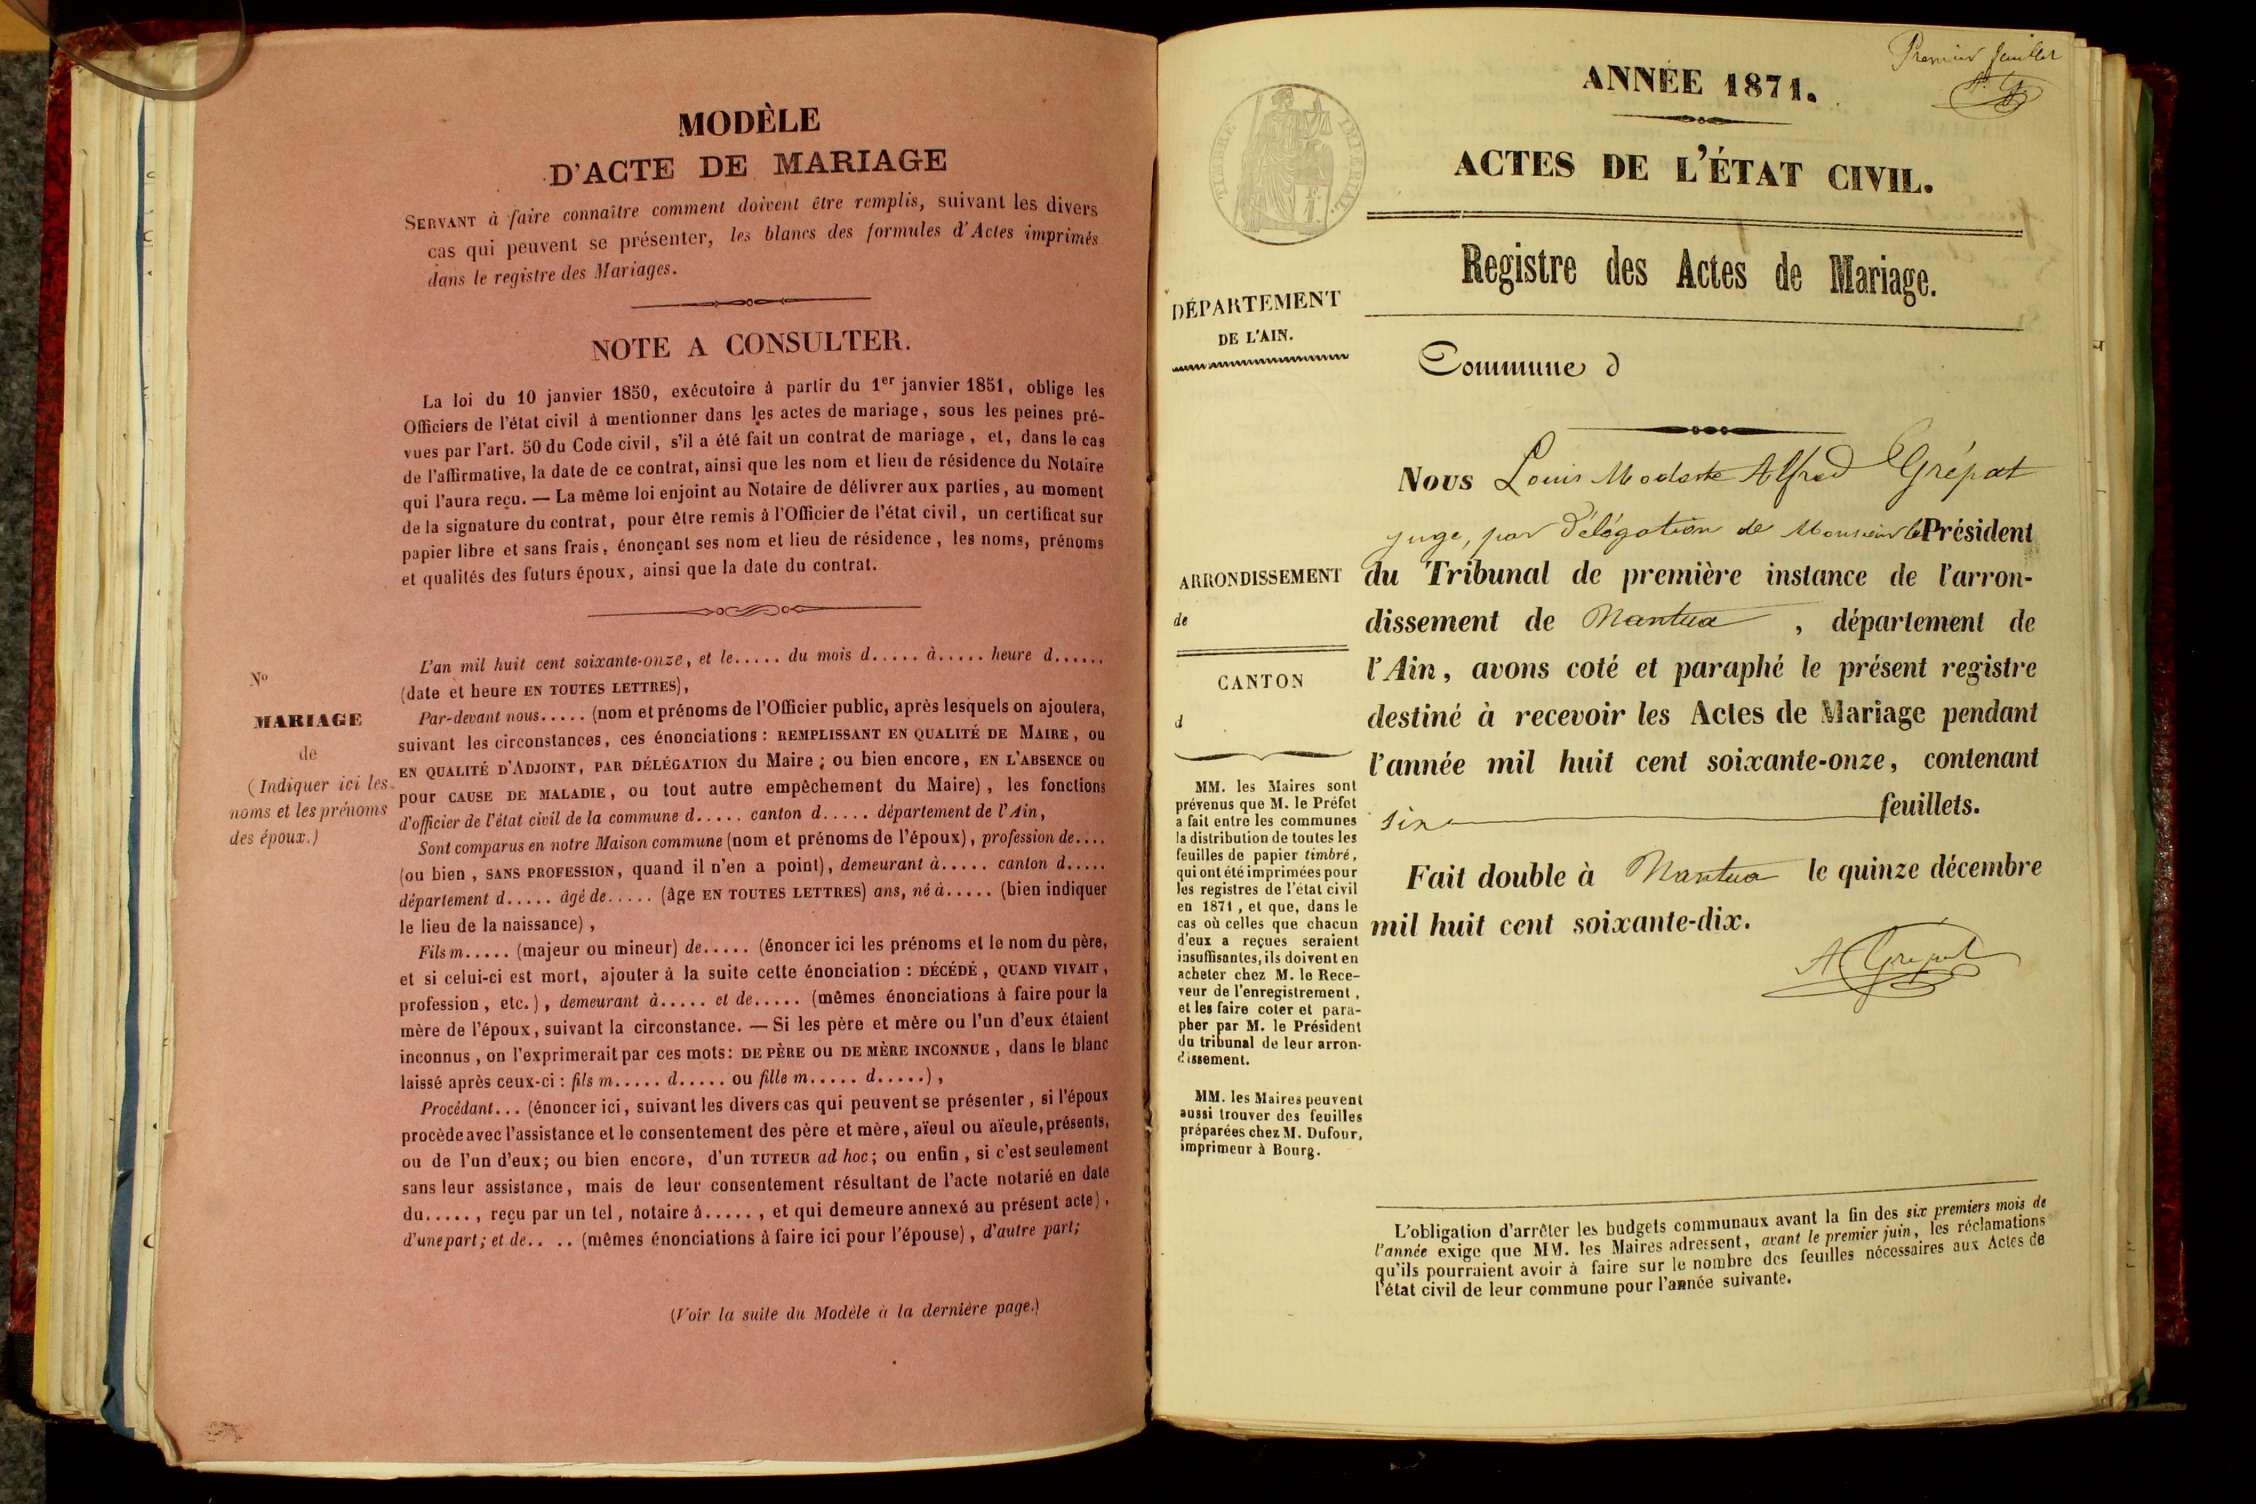 MODÈLE
D'ACTE DE MARIAGE
SERVANT à faire connaître comment doivent être remplis, suivant les divers
cas qui peuvent se présenter, les blancs des formules d'Actes imprimés
dans le registre des Mariages.
NOTE A CONSULTER.
La loi du 10 janvier 1850, exécutoire à partir du 1er janvier 1851, oblige les
Officiers de l'état civil à mentionner dans les actes de mariage, sous les peines pré-
vues par l'art. 50 du Code civil, s'il a été fait un contrat de mariage, et, dans le cas
de l'affirmative, la date de ce contrat, ainsi que les nom et lieu de résidence du Notaire
qui l'aura reçu. — La même loi enjoint au Notaire de délivrer aux parties, au moment
de la signature du contrat, pour être remis à l'Officier de l'état civil, un certificat sur
papier libre et sans frais, énonçant ses nom et lieu de résidence, les noms, prénoms
et qualités des futurs époux, ainsi que la date du contrat.
No
MARIAGE
de
(Indiquer ici les
noms et les prénoms
des époux.)
L'an mil huit cent soixante-onze, et le..... du mois d..... à..... heure d......
(date et heure EN TOUTES LETTRES),
Par-devant nous..... (nom et prénoms de l'Officier public, après lesquels on ajoutera,
suivant les circonstances, ces énonciations : REMPLISSANT EN QUALITÉ DE MAIRE, ou
EN QUALITÉ D'ADJOINT, PAR DÉLÉGATION du Maire ; ou bien encore, EN L'ABSENCE ou
pour CAUSE DE MALADIE, ou tout autre empêchement du Maire), les fonctions
d'officier de l'état civil de la commune d..... canton d..... département de l'Ain,
Sont comparus en notre Maison commune (nom et prénoms de l'époux), profession de....
(ou bien, SANS PROFESSION, quand il n'en a point), demeurant à..... canton d.....
département d..... âgé de..... (âge EN TOUTES LETTRES) ans, né à..... (bien indiquer
le lieu de la naissance),
Fils m..... (majeur ou mineur) de..... (énoncer ici les prénoms et le nom du père,
et si celui-ci est mort, ajouter à la suite cette énonciation : DÉCÉDÉ, QUAND VIVAIT,
profession, etc.), demeurant à..... et de..... (mêmes énonciations à faire pour la
mère de l'époux, suivant la circonstance. — Si les père et mère ou l'un d'eux étaient
inconnus, on l'exprimerait par ces mots : DE PÈRE OU DE MÈRE INCONNUE, dans le blanc
laissé après ceux-ci : fils m..... d..... ou fille m..... d.....),
Procédant... (énoncer ici, suivant les divers cas qui peuvent se présenter, si l'époux
procède avec l'assistance et le consentement des père et mère, aïeul ou aïeule, présents,
ou de l'un d'eux; ou bien encore, d'un TUTEUR ad hoc; ou enfin, si c'est seulement
sans leur assistance, mais de leur consentement résultant de l'acte notarié en date
du....., reçu par un tel, notaire à....., et qui demeure annexé au présent acte),
d'une part; et de.. .. (mêmes énonciations à faire ici pour l'épouse), d'autre part;
(Voir la suite du Modèle à la dernière page.)
Premier feuillet
A. G
ANNÉE 1871.
ACTES DE L'ÉTAT CIVIL.
TIMBRE IMPERIAL.
Registre des Actes de Mariage.
DÉPARTEMENT
DE L'AIN.
Commune d
Nous Louis Modeste Alfred Grépat
juge, par délégation de Monsieur le Président
du Tribunal de première instance de l'arron-
dissement de Nantua, département de
l'Ain, avons coté et paraphé le présent registre
destiné à recevoir les Actes de Mariage pendant
l'année mil huit cent soixante-onze, contenant
six feuillets.
Fait double à Nantua le quinze décembre
mil huit cent soixante-dix.
A. Grépat
ARRONDISSEMENT
de
CANTON
d
MM. les Maires sont
prévenus que M. le Préfet
a fait entre les communes
la distribution de toutes les
feuilles de papier timbré,
qui ont été imprimées pour
les registres de l'état civil
en 1871, et que, dans le
cas où celles que chacun
d'eux a reçues seraient
insuffisantes, ils doivent en
acheter chez M. le Rece-
veur de l'enregistrement,
et les faire coter et para-
pher par M. le Président
du tribunal de leur arron-
dissement.
MM. les Maires peuvent
aussi trouver des feuilles
préparées chez M. Dufour,
imprimeur à Bourg.
L'obligation d'arrêter les budgets communaux avant la fin des six premiers mois de
l'année exige que MM. les Maires adressent, avant le premier juin, les réclamations
qu'ils pourraient avoir à faire sur le nombre des feuilles nécessaires aux Actes de
l'état civil de leur commune pour l'année suivante.